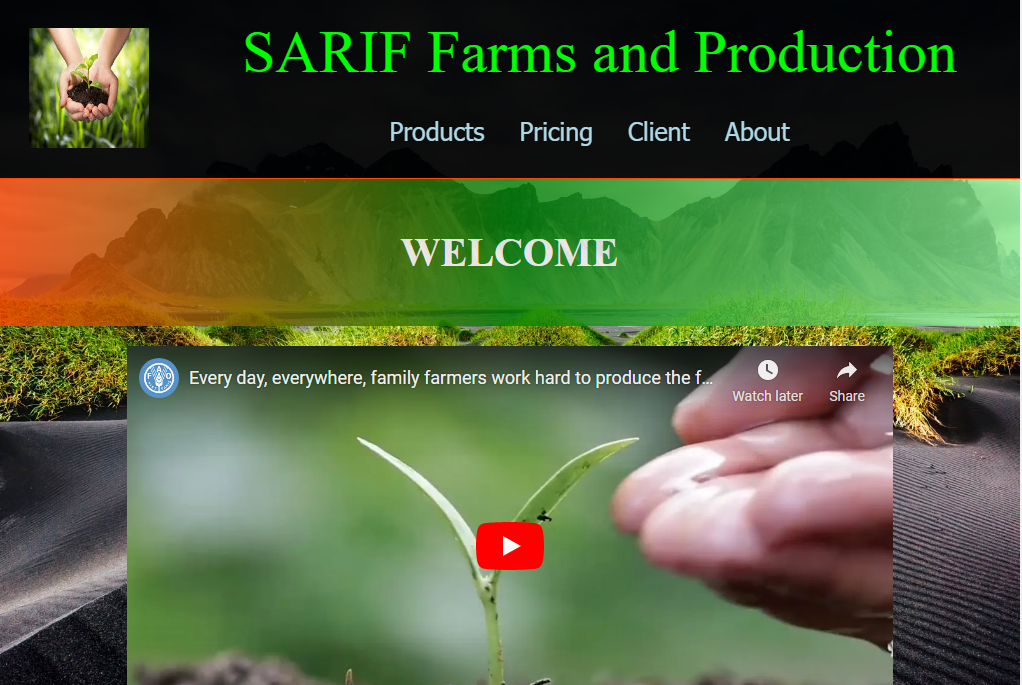 SARIF Farms and Production
Products Pricing Client About
WELCOME
FAO
Every day, everywhere, family farmers work hard to produce the f...
Watch later Share